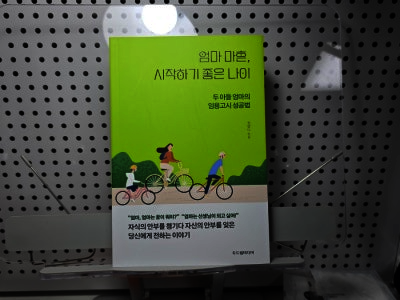 엄마 마흔,
시작하기 좋은 나이
두 아들 엄마의
임용고시 성공법
"엄마, 엄마는 꿈이 뭐야?" "엄마는 선생님이 되고 싶어!"
자식의 안부를 챙기다 자신의 안부를 잊은
당신에게 전하는 이야기